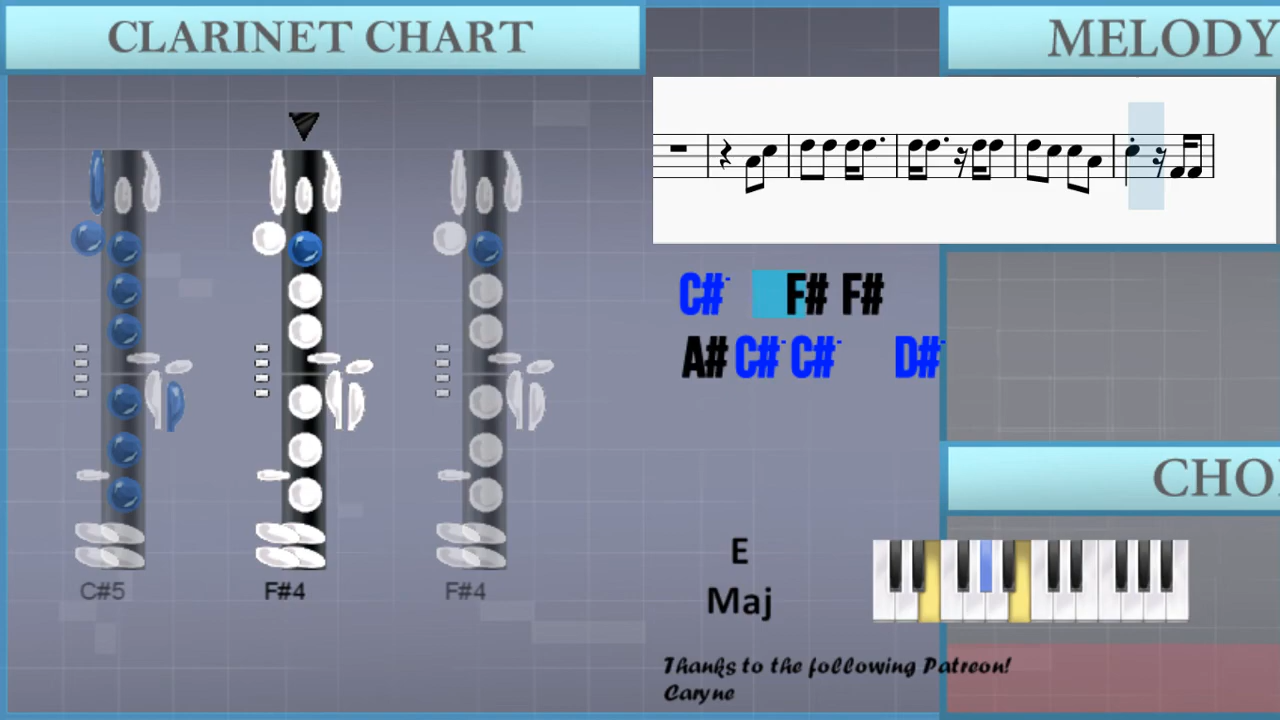 CLARINET CHART
MELODY
C#- F# F#
A# C#- C#- D#-
C#5 F#4 F#4
E
Maj
CHO
Thanks to the following Patreon!
Caryne